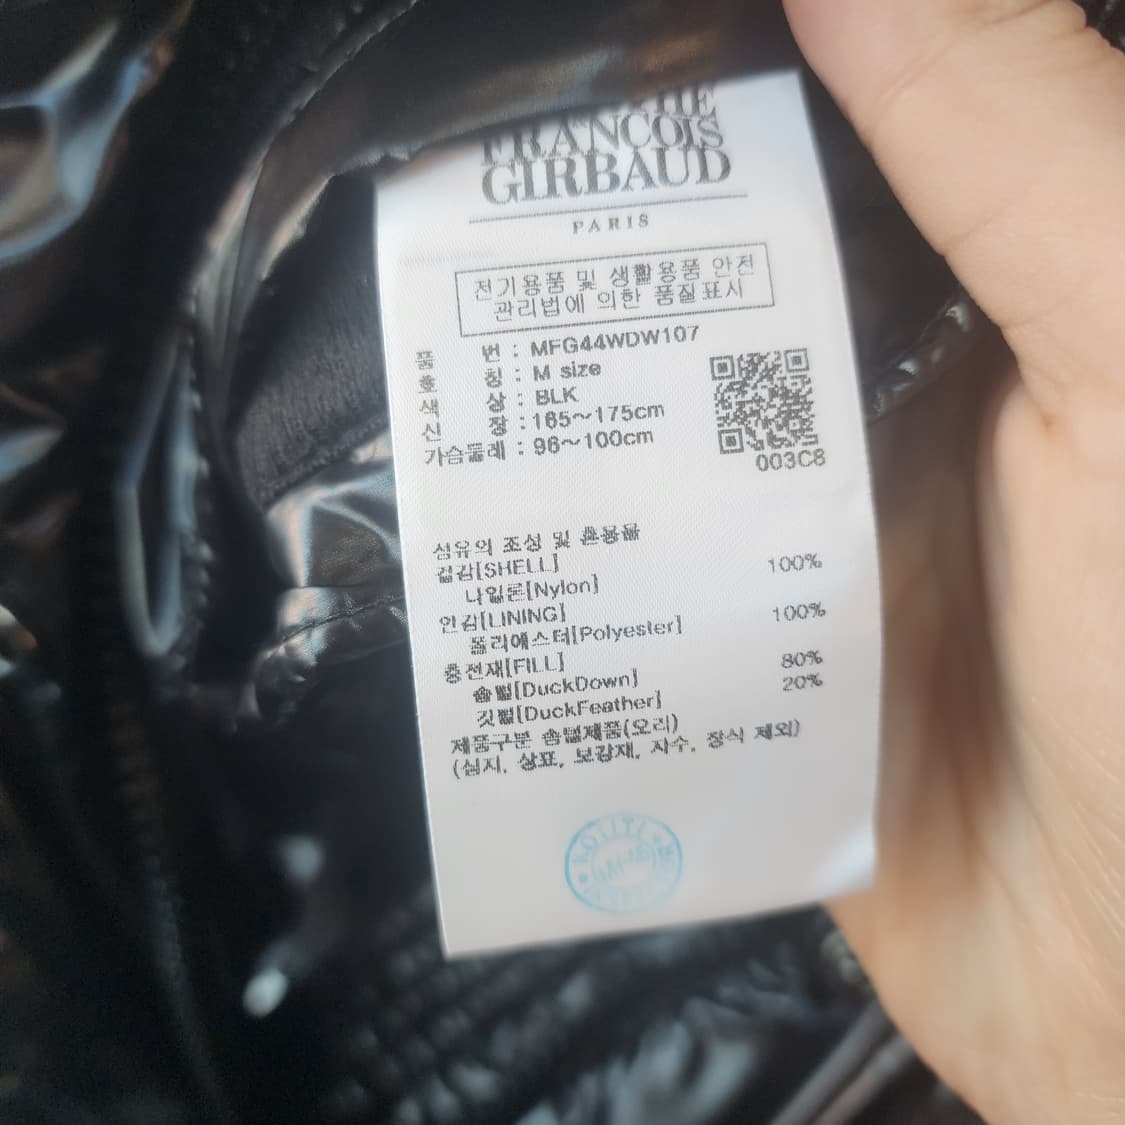 FRANCOIS
GIRBAUD
PARIS
전기용품 및 생활용품 안전
관리법에 의한 품질표시
품 번 : MFG44WDW107
호 칭 : M size
색 상 : BLK
신 장 : 165~175cm
가슴둘레 : 96~100cm
003C8
섬유의 조성 및 혼용율
겉감[SHELL]
나일론[Nylon] 100%
안감[LINING]
폴리에스터[Polyester] 100%
충전재[FILL]
솜털[DuckDown] 80%
깃털[DuckFeather] 20%
제품구분 솜털제품(오리)
(심지, 상표, 보강재, 자수, 장식 제외)
KOTITI